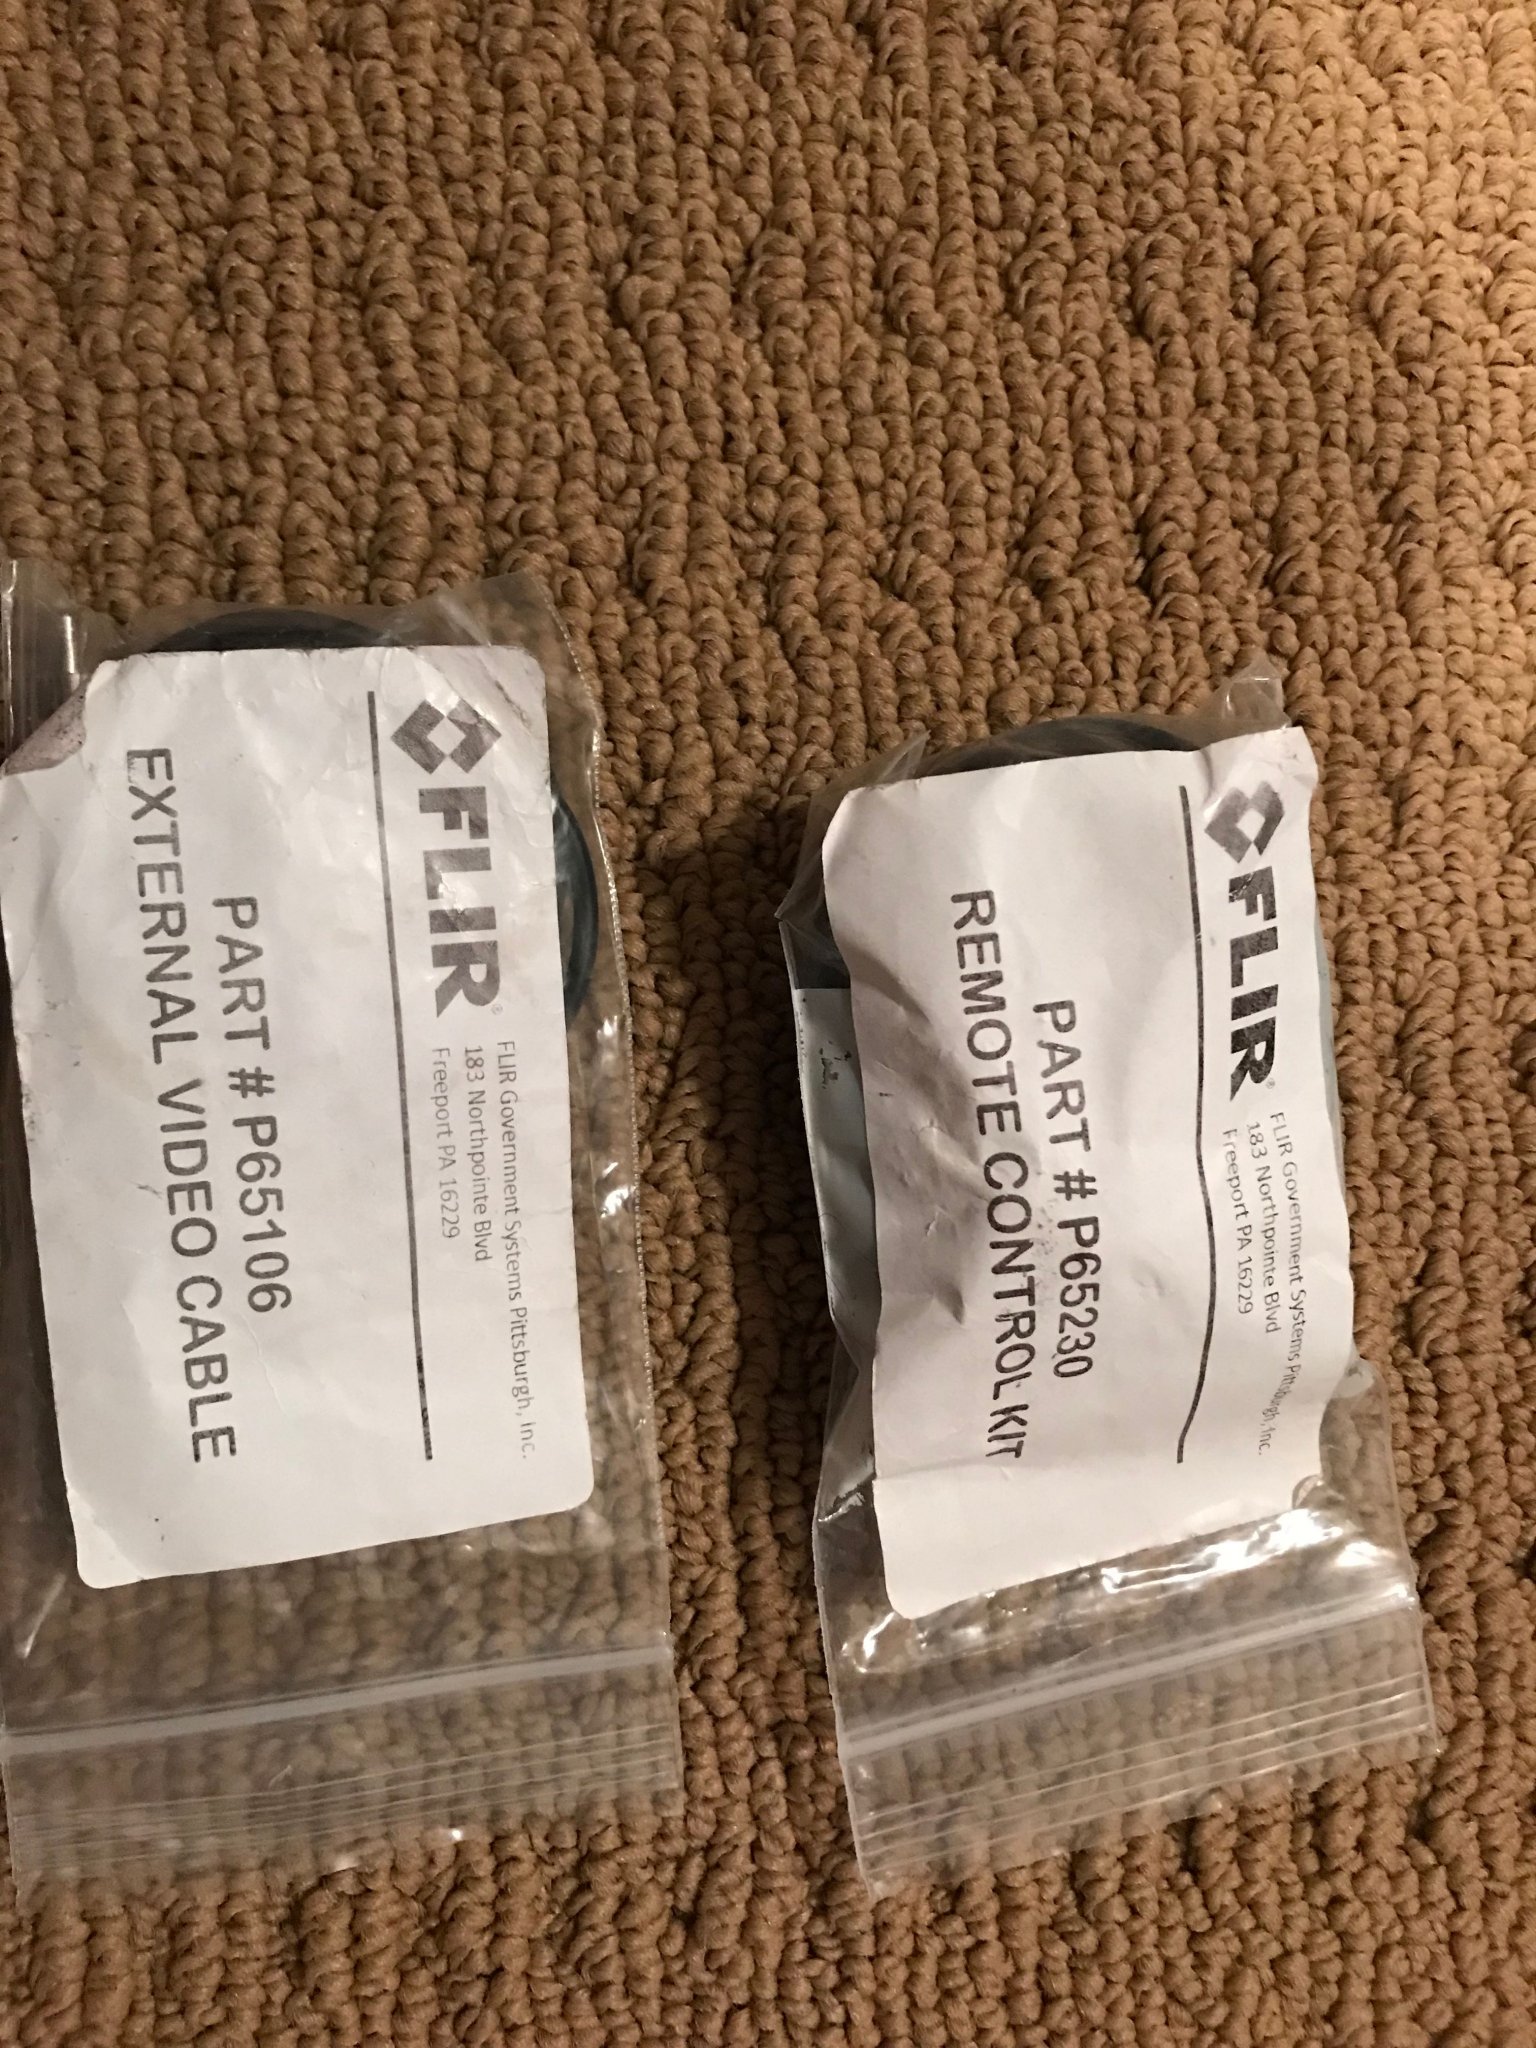 FLIR®
FLIR Government Systems Pittsburgh, Inc.
183 Northpointe Blvd
Freeport PA 16229
PART # P65106
EXTERNAL VIDEO CABLE
FLIR®
FLIR Government Systems Pittsburgh, Inc.
183 Northpointe Blvd
Freeport PA 16229
PART # P65230
REMOTE CONTROL KIT